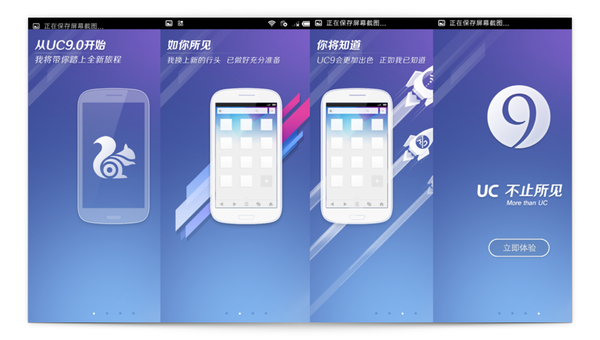 正在保存屏幕截图...
从UC9.0开始
我将带你踏上全新旅程
如你所见
我换上新的行头 已做好充分准备
正在保存屏幕截图...
你将知道
UC9会更加出色 正如我已知道
正在保存屏幕截图...
9
UC 不止所见
More than UC
立即体验